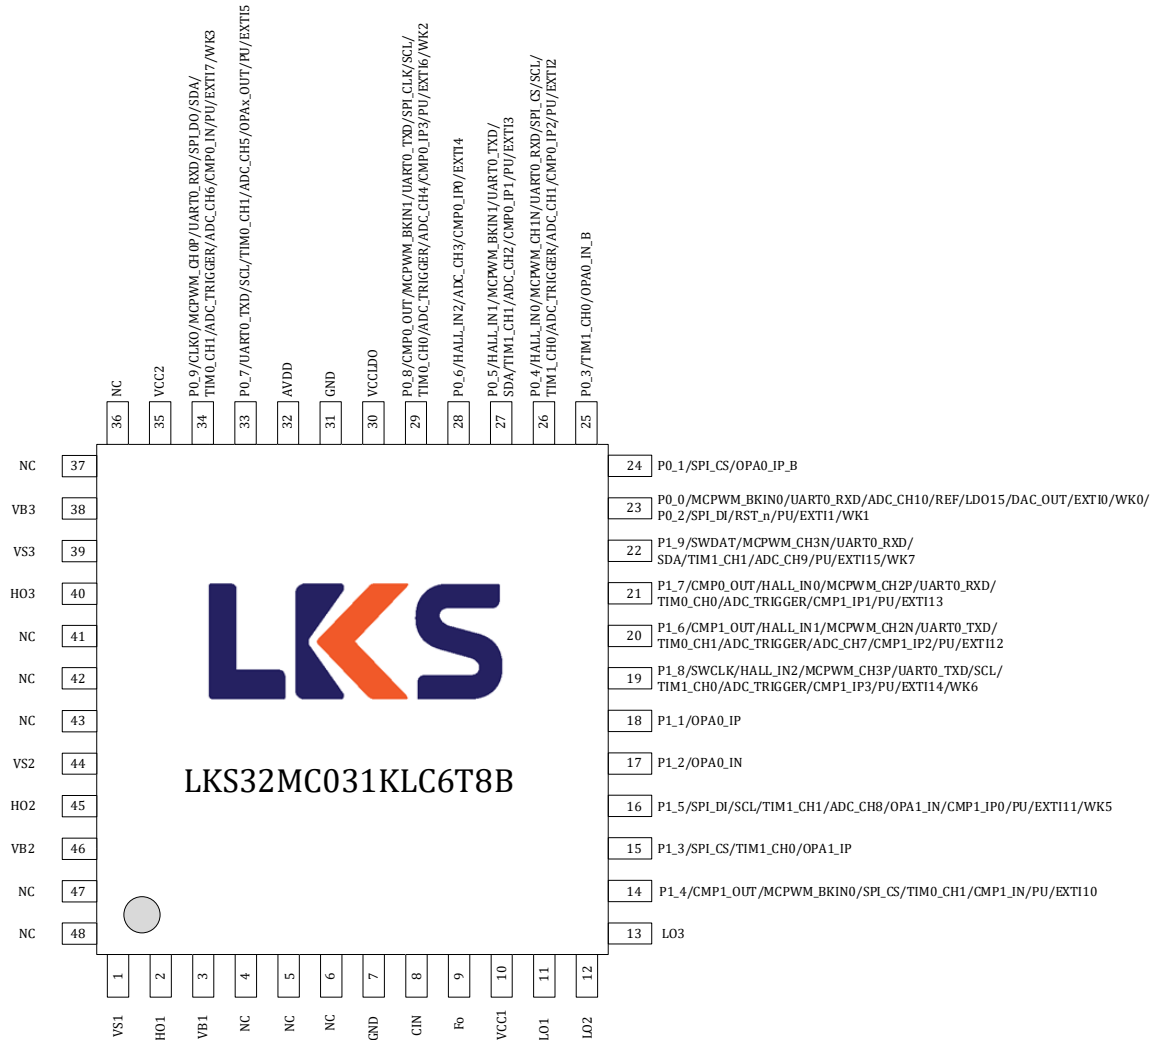 P0_9/CLKO/MCPWM_CH0P/UART0_RXD/SPI_DO/SDA/
TIM0_CH1/ADC_TRIGGER/ADC_CH6/CMP0_IN/PU/EXTI7/WK3
P0_7/UART0_TXD/SCL/TIM0_CH1/ADC_CH5/OPAx_OUT/PU/EXTI5
P0_8/CMP0_OUT/MCPWM_BKIN1/UART0_TXD/SPI_CLK/SCL/
TIM0_CH0/ADC_TRIGGER/ADC_CH4/CMP0_IP3/PU/EXTI6/WK2
P0_6/HALL_IN2/ADC_CH3/CMP0_IP0/EXTI4
P0_5/HALL_IN1/MCPWM_BKIN1/UART0_TXD/
SDA/TIM1_CH1/ADC_CH2/CMP0_IP1/PU/EXTI3
P0_4/HALL_IN0/MCPWM_CH1N/UART0_RXD/SPI_CS/SCL/
TIM1_CH0/ADC_TRIGGER/ADC_CH1/CMP0_IP2/PU/EXTI2
P0_3/TIM1_CH0/OPA0_IN_B
NC
VCC2
AVDD
GND
VCCLDO
36
35
34
33
32
31
30
29
28
27
26
25
NC 37
VB3 38
VS3 39
HO3 40
NC 41
NC 42
NC 43
VS2 44
HO2 45
VB2 46
NC 47
NC 48
LKS
LKS32MC031KLC6T8B
24 P0_1/SPI_CS/OPA0_IP_B
23 P0_0/MCPWM_BKIN0/UART0_RXD/ADC_CH10/REF/LDO15/DAC_OUT/EXTI0/WK0/
P0_2/SPI_DI/RST_n/PU/EXTI1/WK1
22 P1_9/SWDAT/MCPWM_CH3N/UART0_RXD/
SDA/TIM1_CH1/ADC_CH9/PU/EXTI15/WK7
21 P1_7/CMP0_OUT/HALL_IN0/MCPWM_CH2P/UART0_RXD/
TIM0_CH0/ADC_TRIGGER/CMP1_IP1/PU/EXTI13
20 P1_6/CMP1_OUT/HALL_IN1/MCPWM_CH2N/UART0_TXD/
TIM0_CH1/ADC_TRIGGER/ADC_CH7/CMP1_IP2/PU/EXTI12
19 P1_8/SWCLK/HALL_IN2/MCPWM_CH3P/UART0_TXD/SCL/
TIM1_CH0/ADC_TRIGGER/CMP1_IP3/PU/EXTI14/WK6
18 P1_1/OPA0_IP
17 P1_2/OPA0_IN
16 P1_5/SPI_DI/SCL/TIM1_CH1/ADC_CH8/OPA1_IN/CMP1_IP0/PU/EXTI11/WK5
15 P1_3/SPI_CS/TIM1_CH0/OPA1_IP
14 P1_4/CMP1_OUT/MCPWM_BKIN0/SPI_CS/TIM0_CH1/CMP1_IN/PU/EXTI10
13 LO3
1
2
3
4
5
6
7
8
9
10
11
12
VS1
HO1
VB1
NC
NC
NC
GND
CIN
Fo
VCC1
LO1
LO2